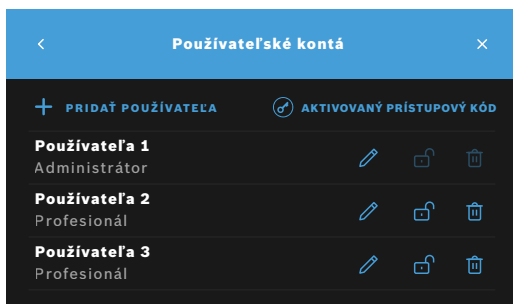 Používateľské kontá
PRIDAŤ POUŽÍVATEĽA
AKTIVOVANÝ PRÍSTUPOVÝ KÓD
Používateľa 1
Administrátor
Používateľa 2
Profesionál
Používateľa 3
Profesionál